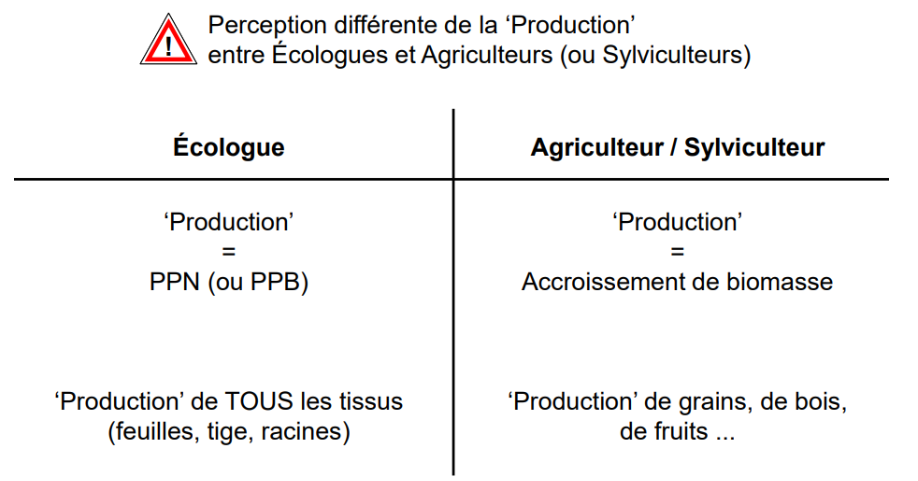 Perception différente de la ‘Production’
entre Écologues et Agriculteurs (ou Sylviculteurs)
Écologue
Agriculteur / Sylviculteur
‘Production’
=
PPN (ou PPB)
‘Production’
=
Accroissement de biomasse
‘Production’ de TOUS les tissus
(feuilles, tige, racines)
‘Production’ de grains, de bois,
de fruits ...